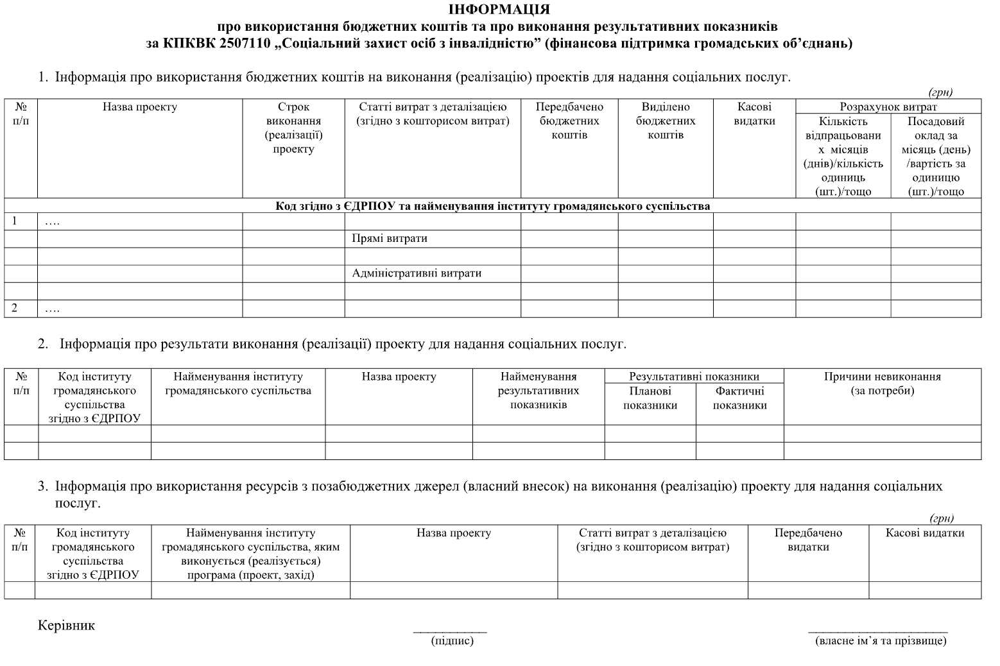 ІНФОРМАЦІЯ
про використання бюджетних коштів та про виконання результативних показників
за КПКВК 2507110 „Соціальний захист осіб з інвалідністю” (фінансова підтримка громадських об’єднань)
1. Інформація про використання бюджетних коштів на виконання (реалізацію) проектів для надання соціальних послуг.
(грн)
№
п/п
Назва проекту
Строк
виконання
(реалізації)
проекту
Статті витрат з деталізацією
(згідно з кошторисом витрат)
Передбачено
бюджетних
коштів
Виділено
бюджетних
коштів
Касові
видатки
Розрахунок витрат
Кількість
відпрацьовани
х місяців
(днів)/кількість
одиниць
(шт.)/тощо
Посадовий
оклад за
місяць (день)
/вартість за
одиницю
(шт.)/тощо
Код згідно з ЄДРПОУ та найменування інституту громадянського суспільства
1 ….
Прямі витрати
Адміністративні витрати
2 ….
2. Інформація про результати виконання (реалізації) проекту для надання соціальних послуг.
№
п/п
Код інституту
громадянського
суспільства
згідно з ЄДРПОУ
Найменування інституту
громадянського суспільства
Назва проекту
Найменування
результативних
показників
Результативні показники
Планові
показники
Фактичні
показники
Причини невиконання
(за потреби)
3. Інформація про використання ресурсів з позабюджетних джерел (власний внесок) на виконання (реалізацію) проекту для надання соціальних
послуг.
(грн)
№
п/п
Код інституту
громадянського
суспільства
згідно з ЄДРПОУ
Найменування інституту
громадянського суспільства, яким
виконується (реалізується)
програма (проект, захід)
Назва проекту
Статті витрат з деталізацією
(згідно з кошторисом витрат)
Передбачено
видатки
Касові видатки
Керівник
(підпис)
(власне ім’я та прізвище)